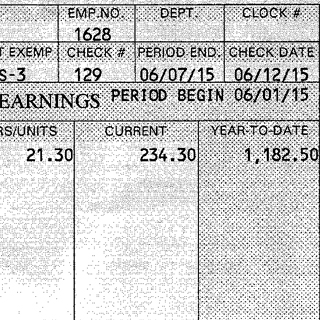 EMP.NO. DEPT. CLOCK #
1628
T EXEMP CHECK # PERIOD END. CHECK DATE
S-3 129 06/07/15 06/12/15
EARNINGS PERIOD BEGIN 06/01/15
RS/UNITS CURRENT YEAR-TO-DATE
21.30 234.30 1,182.50